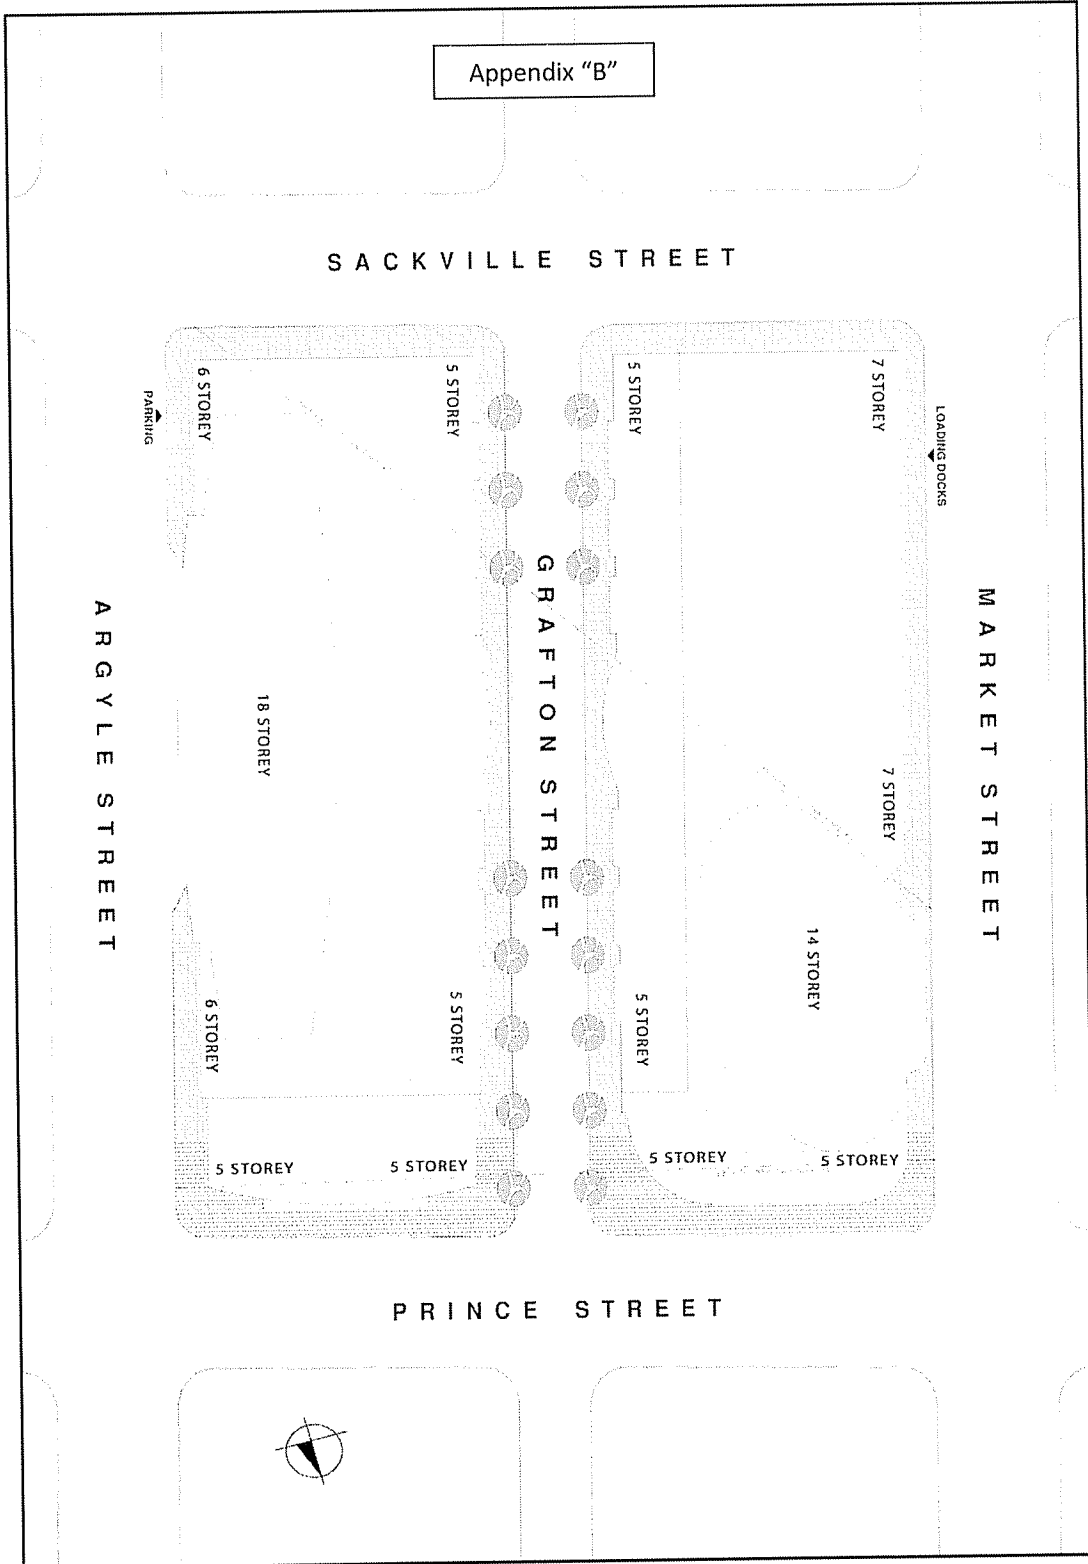 Appendix "B"
SACKVILLE STREET
6 STOREY
5 STOREY
5 STOREY
7 STOREY
PARKING
LOADING DOCKS
ARGYLE STREET
GRAFTON STREET
MARKET STREET
18 STOREY
7 STOREY
14 STOREY
6 STOREY
5 STOREY
5 STOREY
5 STOREY
5 STOREY
5 STOREY
5 STOREY
PRINCE STREET